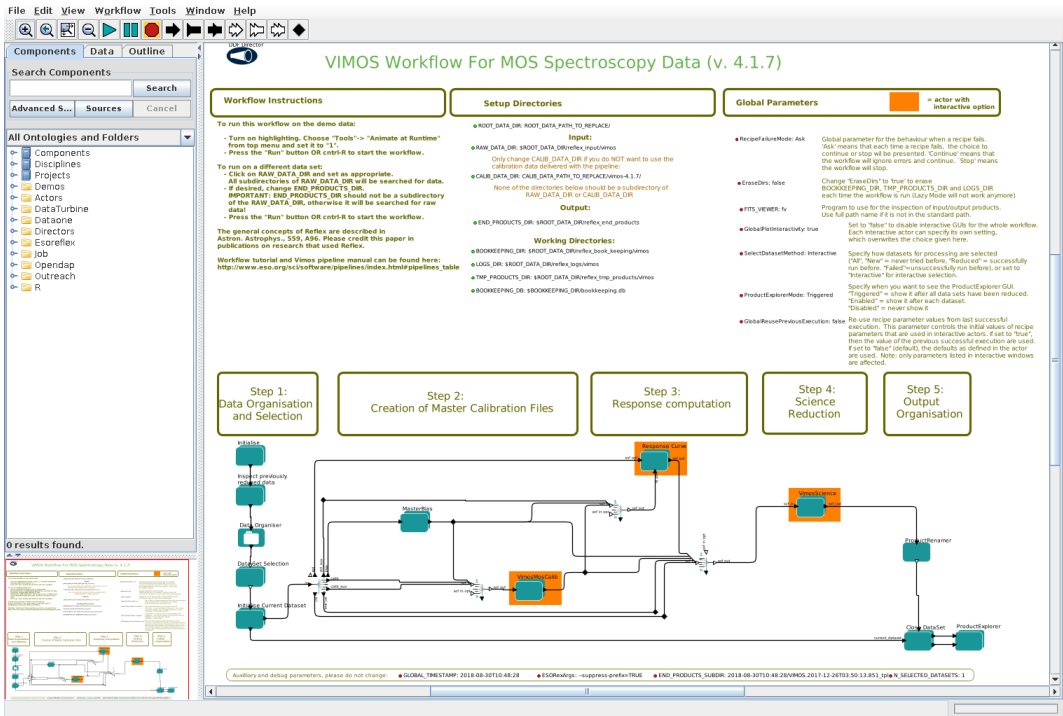 File Edit View Workflow Tools Window Help
Components Data Outline
Search Components
Search
Advanced S... Sources Cancel
All Ontologies and Folders
Components
Disciplines
Projects
Demos
Actors
DataTurbine
Dataone
Directors
Esoreflex
Job
Opendap
Outreach
R
0 results found.
DDF Director
VIMOS Workflow For MOS Spectroscopy Data (v. 4.1.7)
Workflow Instructions
To run this workflow on the demo data:
- Turn on highlighting. Choose "Tools"-> "Animate at Runtime"
from top menu and set it to "1".
- Press the "Run" button OR cntrl-R to start the workflow.
To run on a different data set:
- Click on RAW_DATA_DIR and set as appropriate.
All subdirectories of RAW_DATA_DIR will be searched for data.
- If desired, change END_PRODUCTS_DIR.
IMPORTANT: END_PRODUCTS_DIR should not be a subdirectory
of the RAW_DATA_DIR, otherwise it will be searched for raw
data!
- Press the "Run" button OR cntrl-R to start the workflow.
The general concepts of Reflex are described in
Astron. Astrophys., 559, A96. Please credit this paper in
publications on research that used Reflex.
Workflow tutorial and Vimos pipeline manual can be found here:
http://www.eso.org/sci/software/pipelines/index.html#pipelines_table
Setup Directories
ROOT_DATA_DIR: ROOT_DATA_PATH_TO_REPLACE/
Input:
RAW_DATA_DIR: $ROOT_DATA_DIR/reflex_input/vimos
Only change CALIB_DATA_DIR if you do NOT want to use the
calibration data delivered with the pipeline:
CALIB_DATA_DIR: CALIB_DATA_PATH_TO_REPLACE/vimos-4.1.7/
None of the directories below should be a subdirectory of
RAW_DATA_DIR or CALIB_DATA_DIR
Output:
END_PRODUCTS_DIR: $ROOT_DATA_DIR/reflex_end_products
Working Directories:
BOOKKEEPING_DIR: $ROOT_DATA_DIR/reflex_book_keeping/vimos
LOGS_DIR: $ROOT_DATA_DIR/reflex_logs/vimos
TMP_PRODUCTS_DIR: $ROOT_DATA_DIR/reflex_tmp_products/vimos
BOOKKEEPING_DB: $BOOKKEEPING_DIR/bookkeeping.db
Global Parameters
= actor with
interactive option
RecipeFailureMode: Ask
Global parameter for the behaviour when a recipe fails.
'Ask' means that each time a recipe fails. the choice to
continue or stop wil be presented. 'Continue' means that
the workflow will ignore errors and continue. `Stop' means
the workflow will stop.
EraseDirs: false
Change "EraseDirs" to "true" to erase
BOOKKEEPING_DIR, TMP_PRODUCTS_DIR and LOGS_DIR
each time the workflow is run (Lazy Mode will not work anymore)
FITS_VIEWER: fv
Program to use for the inspection of input/output products.
Use full path name if it is not in the standard path.
GlobalPlotInteractivity: true
Set to "false" to disable interactive GUIs for the whole workflow.
Each interactive actor can specify its own setting,
which overwrites the choice given here.
SelectDatasetMethod: Interactive
Specify how datasets for processing are selected
("All", "New" = never tried before, "Reduced" = successfully
run before. "Failed"=unsuccessfully run before), or set to
"Interactive" for interactive selection.
ProductExplorerMode: Triggered
Specify when you want to see the ProductExplorer GUI.
"Triggered" = show it after all data sets have been reduced.
"Enabled" = show it after each dataset.
"Disabled" = never show it
GlobalReusePreviousExecution: false
Re-use recipe parameter values from last successful
execution. This parameter controls the initial values of recipe
parameters that are used in interactive actors. If set to "true",
then the value of the previous successful execution are used.
If set to "false" (default), the defaults as defined in the actor
are used. Note: only parameters listed in interactive windows
are affected.
Step 1:
Data Organisation
and Selection
Step 2:
Creation of Master Calibration Files
Step 3:
Response computation
Step 4:
Science
Reduction
Step 5:
Output
Organisation
Initialise
Inspect previously
reduced data
Data Organiser
DataSet Selection
Initialise Current Dataset
MasterBias
VimosMosCalib
Response Curve
VimosScience
ProductRenamer
Close DataSet
current_dataset
ProductExplorer
Auxiliary and debug parameters, please do not change:
GLOBAL_TIMESTAMP: 2018-08-30T10:48:28
ESORexArgs: --suppress-prefix=TRUE
END_PRODUCTS_SUBDIR: 2018-08-30T10:48:28/VIMOS.2017-12-26T03:50:13.851_tpl
N_SELECTED_DATASETS: 1